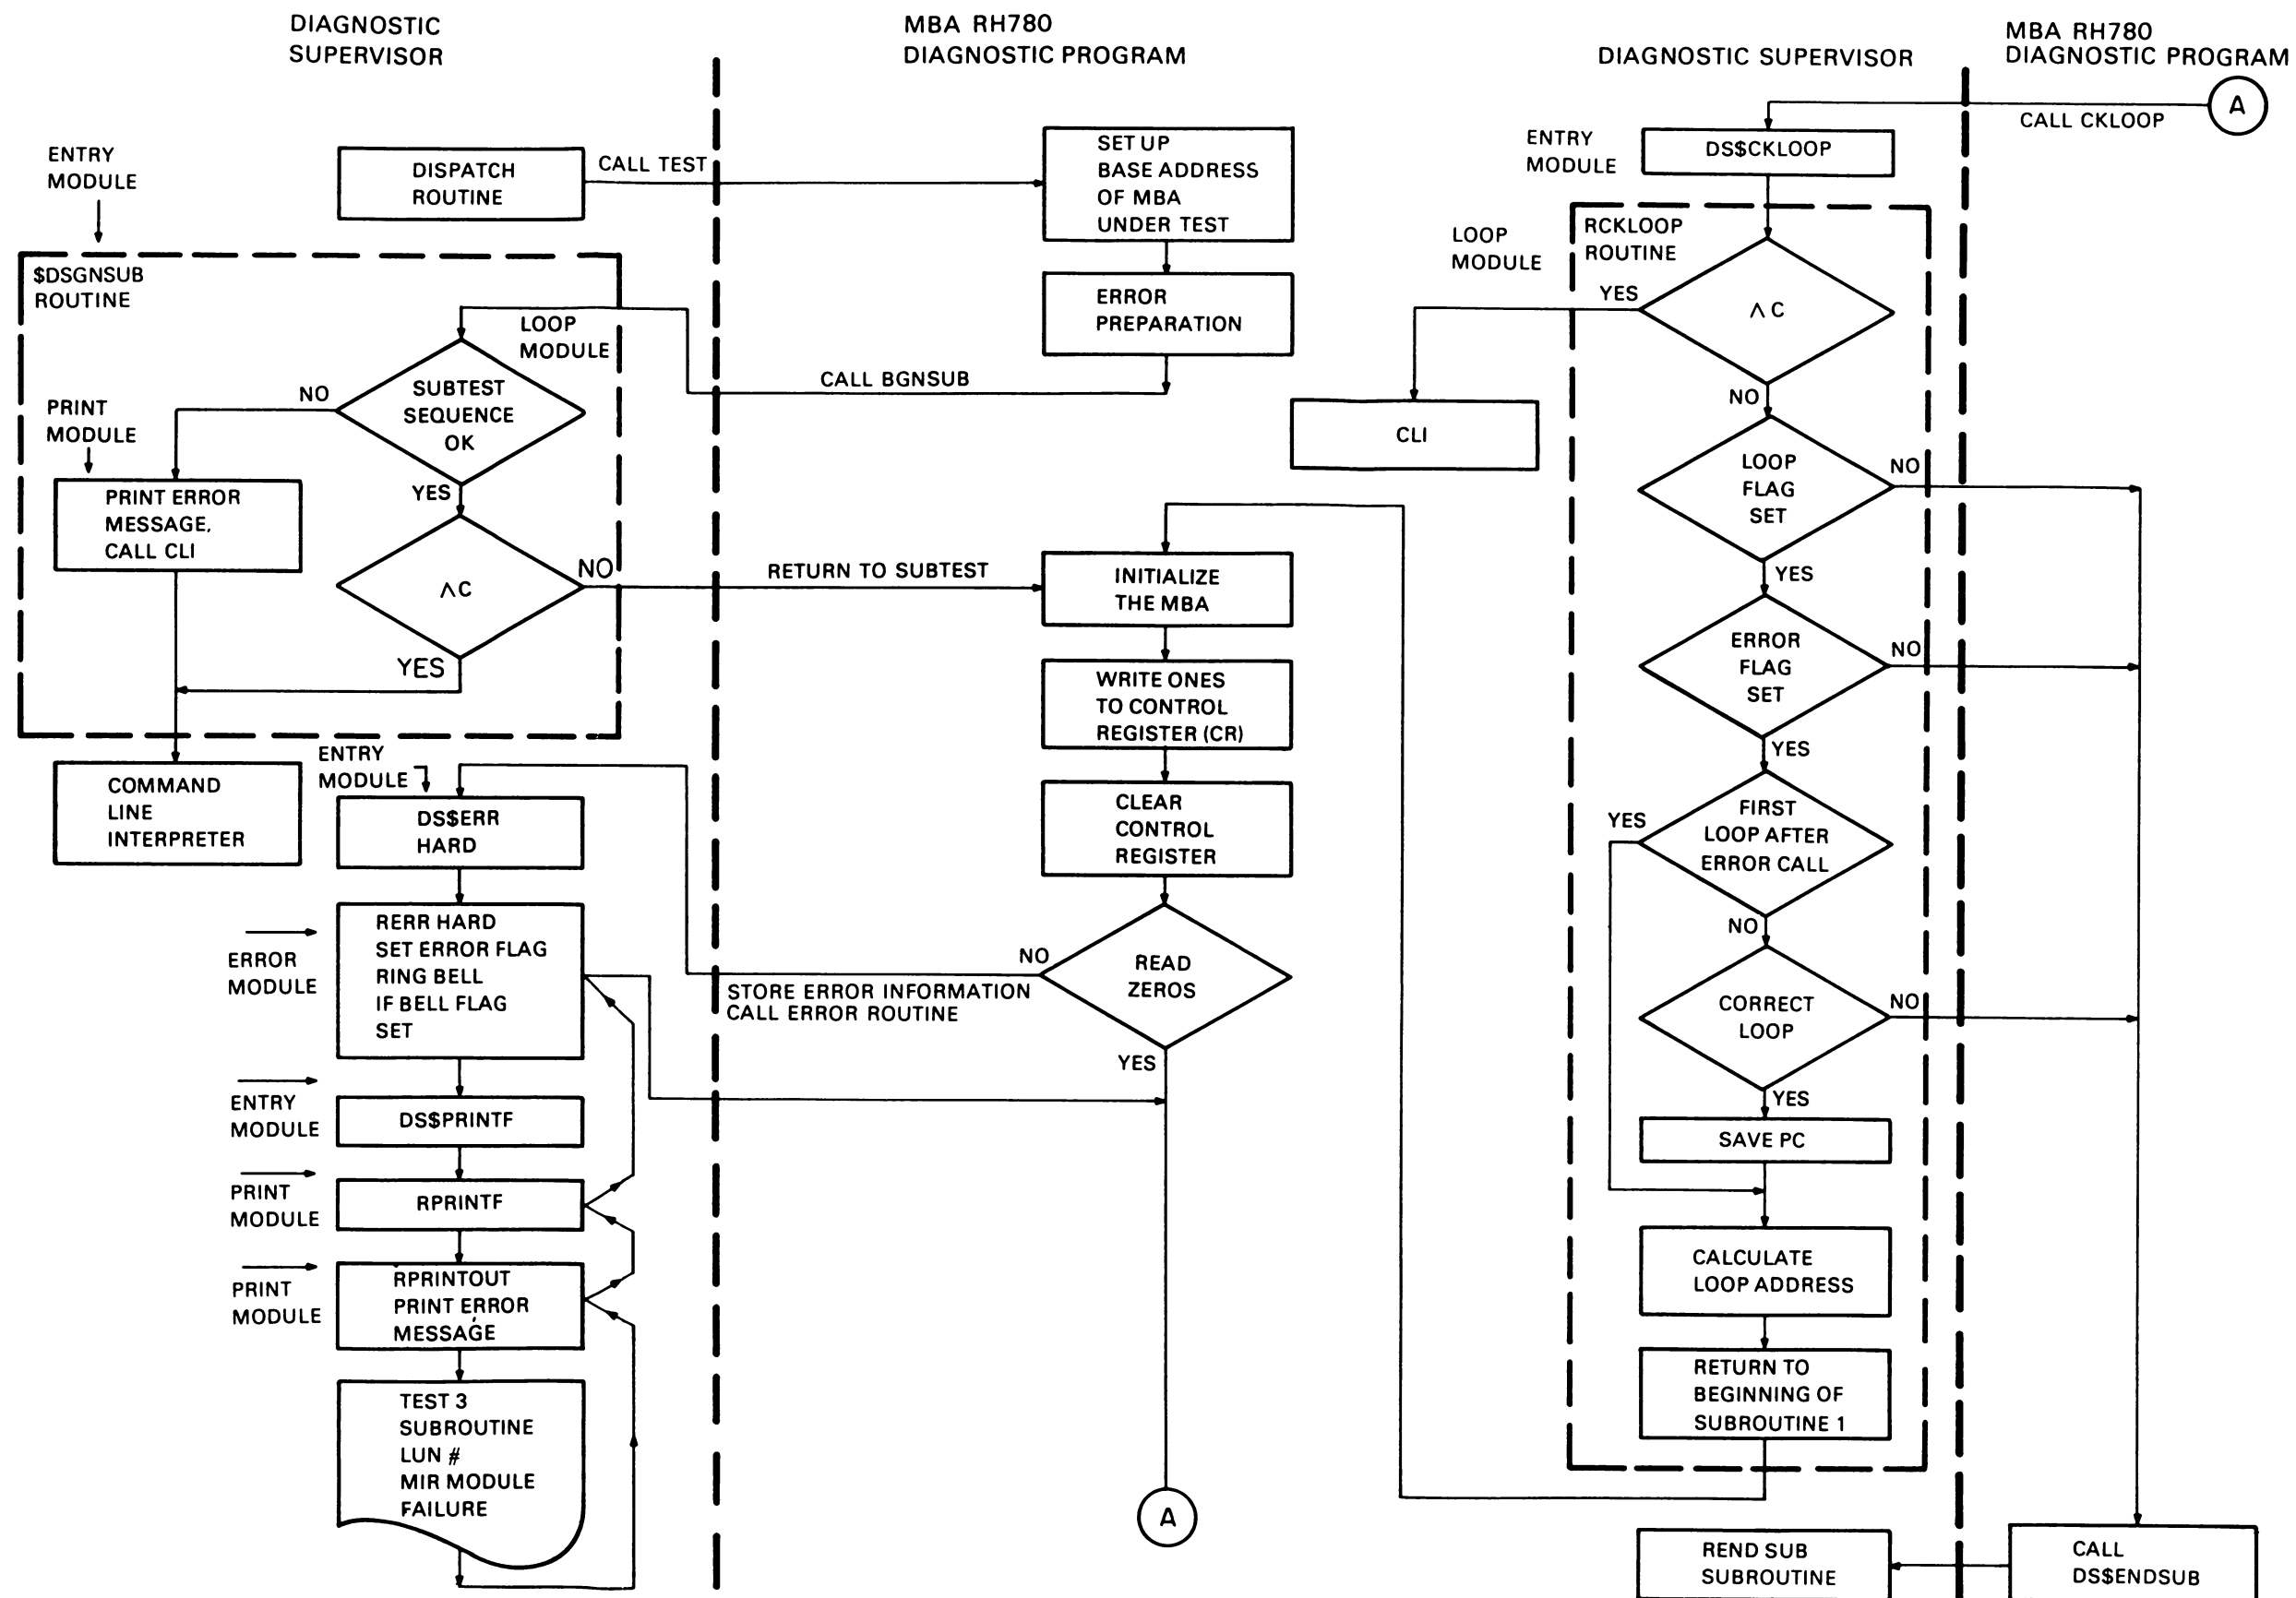 DIAGNOSTIC
SUPERVISOR
MBA RH780
DIAGNOSTIC PROGRAM
ENTRY
MODULE
DISPATCH
ROUTINE
CALL TEST
SET UP
BASE ADDRESS
OF MBA
UNDER TEST
$DSGNSUB
ROUTINE
LOOP
MODULE
ERROR
PREPARATION
CALL BGNSUB
SUBTEST
SEQUENCE
OK
NO
YES
PRINT
MODULE
PRINT ERROR
MESSAGE,
CALL CLI
∧C
NO
YES
RETURN TO SUBTEST
INITIALIZE
THE MBA
WRITE ONES
TO CONTROL
REGISTER (CR)
CLEAR
CONTROL
REGISTER
COMMAND
LINE
INTERPRETER
ENTRY
MODULE
DS$ERR
HARD
READ
ZEROS
NO
STORE ERROR INFORMATION
CALL ERROR ROUTINE
YES
ERROR
MODULE
RERR HARD
SET ERROR FLAG
RING BELL
IF BELL FLAG
SET
ENTRY
MODULE
DS$PRINTF
PRINT
MODULE
RPRINTF
PRINT
MODULE
RPRINTOUT
PRINT ERROR
MESSAGE
TEST 3
SUBROUTINE
LUN #
MIR MODULE
FAILURE
A
DIAGNOSTIC SUPERVISOR
MBA RH780
DIAGNOSTIC PROGRAM
A
CALL CKLOOP
ENTRY
MODULE
DS$CKLOOP
LOOP
MODULE
RCKLOOP
ROUTINE
∧C
YES
NO
CLI
LOOP
FLAG
SET
NO
YES
ERROR
FLAG
SET
NO
YES
FIRST
LOOP AFTER
ERROR CALL
YES
NO
CORRECT
LOOP
NO
YES
SAVE PC
CALCULATE
LOOP ADDRESS
RETURN TO
BEGINNING OF
SUBROUTINE 1
REND SUB
SUBROUTINE
CALL
DS$ENDSUB